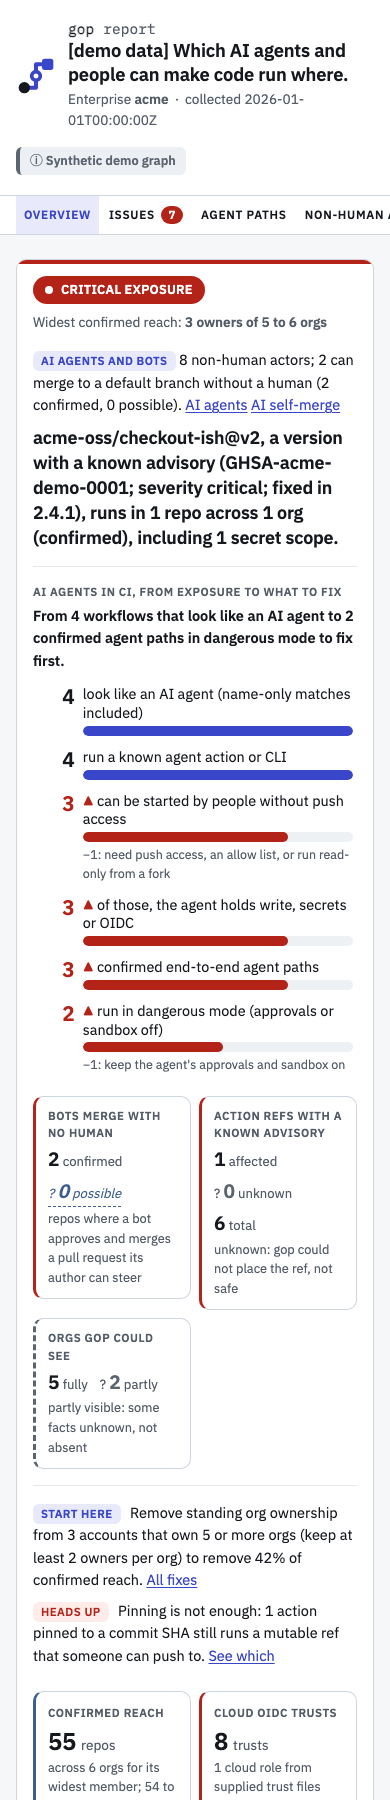 gop report
[demo data] Which AI agents and
people can make code run where.
Enterprise acme · collected 2026-01-
01T00:00:00Z
ⓘ Synthetic demo graph
OVERVIEW ISSUES 7 AGENT PATHS NON-HUMAN
CRITICAL EXPOSURE
Widest confirmed reach: 3 owners of 5 to 6 orgs
AI AGENTS AND BOTS 8 non-human actors; 2 can
merge to a default branch without a human (2
confirmed, 0 possible). AI agents AI self-merge
acme-oss/checkout-ish@v2, a version
with a known advisory (GHSA-acme-
demo-0001; severity critical; fixed in
2.4.1), runs in 1 repo across 1 org
(confirmed), including 1 secret scope.
AI AGENTS IN CI, FROM EXPOSURE TO WHAT TO FIX
From 4 workflows that look like an AI agent to 2
confirmed agent paths in dangerous mode to fix
first.
4 look like an AI agent (name-only matches
included)
4 run a known agent action or CLI
3 ▲ can be started by people without push
access
−1: need push access, an allow list, or run read-
only from a fork
3 ▲ of those, the agent holds write, secrets
or OIDC
3 ▲ confirmed end-to-end agent paths
2 ▲ run in dangerous mode (approvals or
sandbox off)
−1: keep the agent's approvals and sandbox on
BOTS MERGE WITH
NO HUMAN
2 confirmed
? 0 possible
repos where a bot
approves and merges
a pull request its
author can steer
ACTION REFS WITH A
KNOWN ADVISORY
1 affected
? 0 unknown
6 total
unknown: gop could
not place the ref, not
safe
ORGS GOP COULD
SEE
5 fully ? 2 partly
partly visible: some
facts unknown, not
absent
START HERE Remove standing org ownership
from 3 accounts that own 5 or more orgs (keep at
least 2 owners per org) to remove 42% of
confirmed reach. All fixes
HEADS UP Pinning is not enough: 1 action
pinned to a commit SHA still runs a mutable ref
that someone can push to. See which
CONFIRMED REACH
55 repos
across 6 orgs for its
widest member; 54 to
CLOUD OIDC TRUSTS
8 trusts
1 cloud role from
supplied trust files